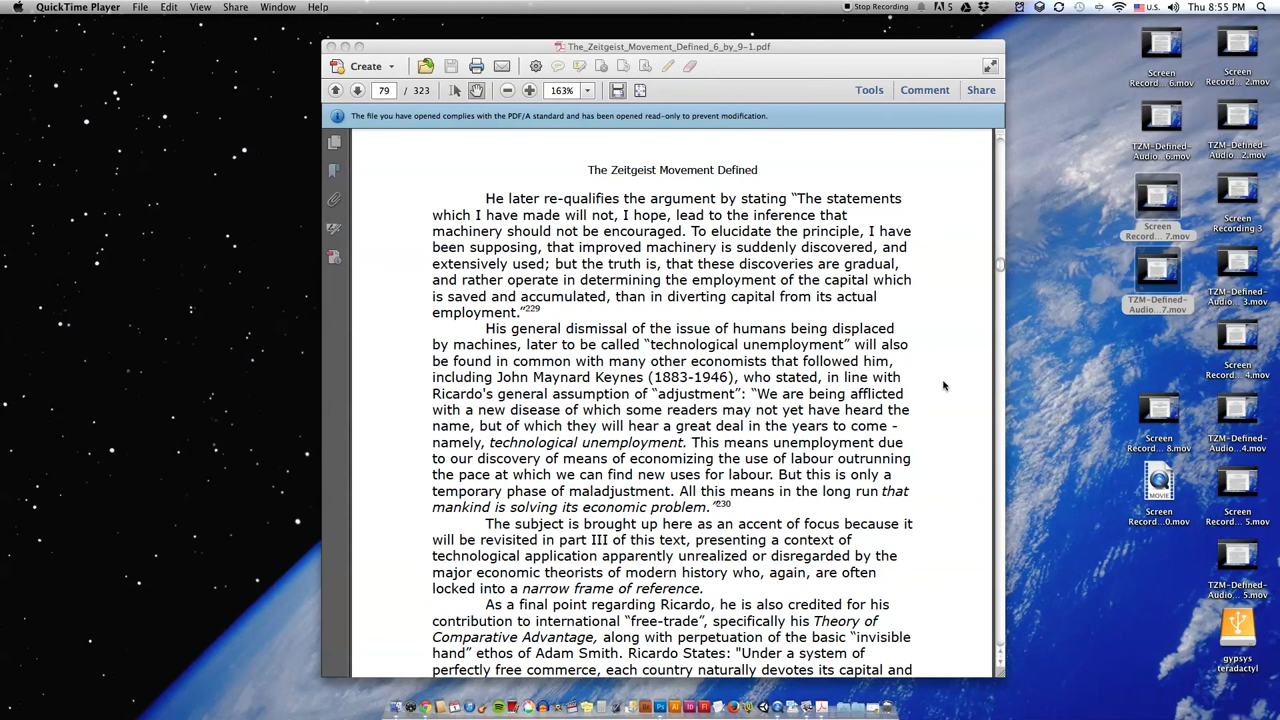 QuickTime Player File Edit View Share Window Help
Stop Recording
5
U.S.
Thu 8:55 PM
The_Zeitgeist_Movement_Defined_6_by_9-1.pdf
Create
79 / 323
163%
Tools Comment Share
The file you have opened complies with the PDF/A standard and has been opened read-only to prevent modification.
The Zeitgeist Movement Defined
He later re-qualifies the argument by stating “The statements
which I have made will not, I hope, lead to the inference that
machinery should not be encouraged. To elucidate the principle, I have
been supposing, that improved machinery is suddenly discovered, and
extensively used; but the truth is, that these discoveries are gradual,
and rather operate in determining the employment of the capital which
is saved and accumulated, than in diverting capital from its actual
employment.”229
His general dismissal of the issue of humans being displaced
by machines, later to be called “technological unemployment” will also
be found in common with many other economists that followed him,
including John Maynard Keynes (1883-1946), who stated, in line with
Ricardo's general assumption of “adjustment”: “We are being afflicted
with a new disease of which some readers may not yet have heard the
name, but of which they will hear a great deal in the years to come -
namely, technological unemployment. This means unemployment due
to our discovery of means of economizing the use of labour outrunning
the pace at which we can find new uses for labour. But this is only a
temporary phase of maladjustment. All this means in the long run that
mankind is solving its economic problem.”230
The subject is brought up here as an accent of focus because it
will be revisited in part III of this text, presenting a context of
technological application apparently unrealized or disregarded by the
major economic theorists of modern history who, again, are often
locked into a narrow frame of reference.
As a final point regarding Ricardo, he is also credited for his
contribution to international “free-trade”, specifically his Theory of
Comparative Advantage, along with perpetuation of the basic “invisible
hand” ethos of Adam Smith. Ricardo States: "Under a system of
perfectly free commerce, each country naturally devotes its capital and
Screen
Record... 6.mov
Screen
Record... 2.mov
TZM-Defined-
Audio... 6.mov
TZM-Defined-
Audio... 2.mov
Screen
Record... 7.mov
Screen
Recording 3
TZM-Defined-
Audio... 7.mov
TZM-Defined-
Audio... 3.mov
Screen
Record... 4.mov
Screen
Record... 8.mov
TZM-Defined-
Audio... 4.mov
MOVIE
Screen
Record...0.mov
Screen
Record... 5.mov
TZM-Defined-
Audio... 5.mov
gypsys
teradactyl